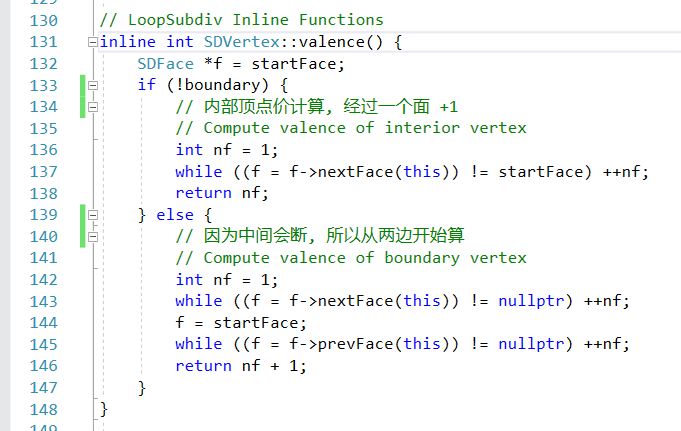 130 // LoopSubdiv Inline Functions
131 inline int SDVertex::valence() {
132     SDFace *f = startFace;
133     if (!boundary) {
134         // 内部顶点价计算, 经过一个面 +1
135         // Compute valence of interior vertex
136         int nf = 1;
137         while ((f = f->nextFace(this)) != startFace) ++nf;
138         return nf;
139     } else {
140         // 因为中间会断, 所以从两边开始算
141         // Compute valence of boundary vertex
142         int nf = 1;
143         while ((f = f->nextFace(this)) != nullptr) ++nf;
144         f = startFace;
145         while ((f = f->prevFace(this)) != nullptr) ++nf;
146         return nf + 1;
147     }
148 }